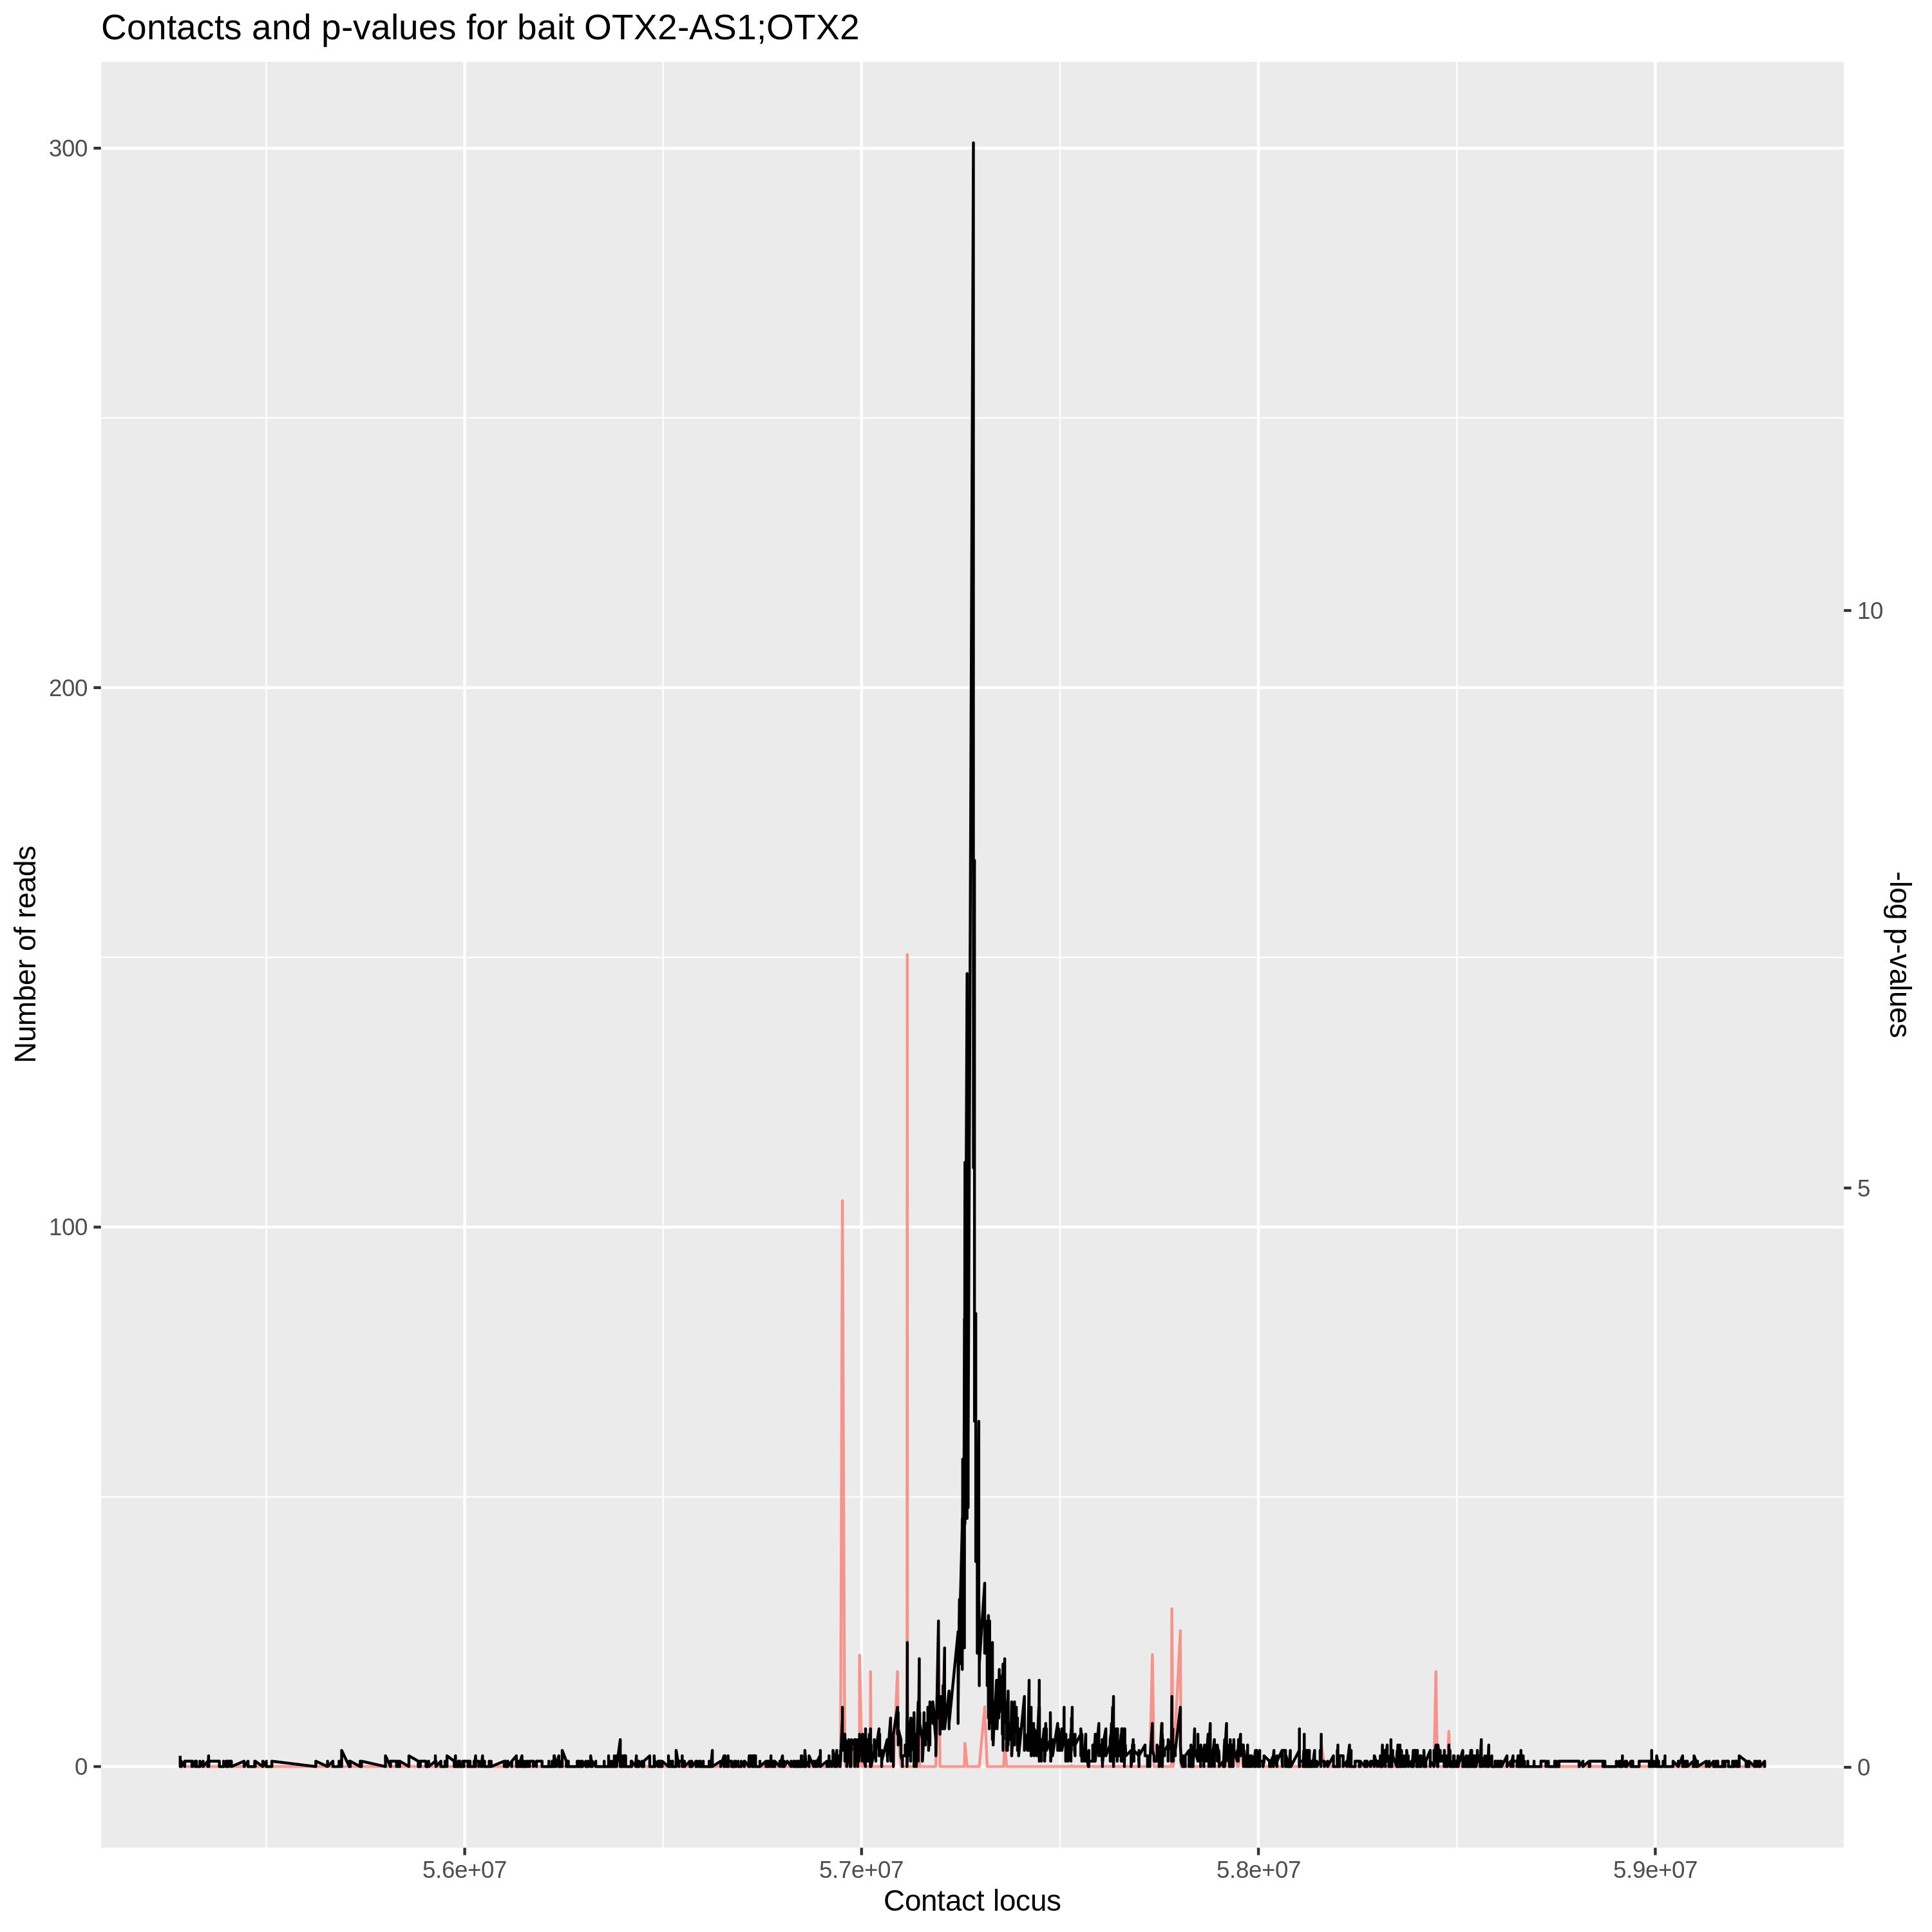 Contacts and p-values for bait OTX2-AS1;OTX2
300
200
100
0
Number of reads
10
5
0
-log p-values
5.6e+07
5.7e+07
5.8e+07
5.9e+07
Contact locus